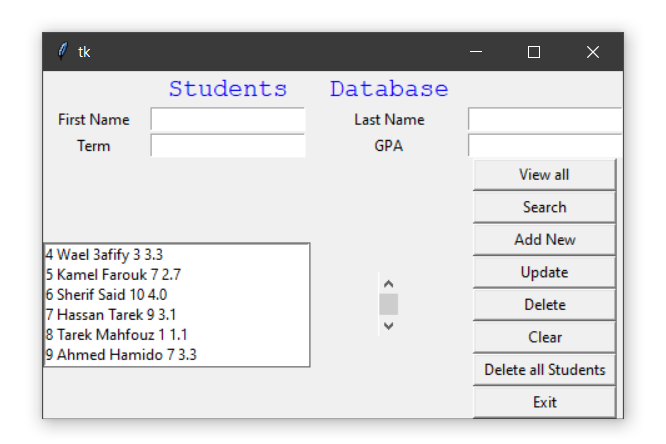 tk
Students Database
First Name Last Name
Term GPA
View all
Search
Add New
Update
Delete
Clear
Delete all Students
Exit
4 Wael 3afify 3 3.3
5 Kamel Farouk 7 2.7
6 Sherif Said 10 4.0
7 Hassan Tarek 9 3.1
8 Tarek Mahfouz 1 1.1
9 Ahmed Hamido 7 3.3